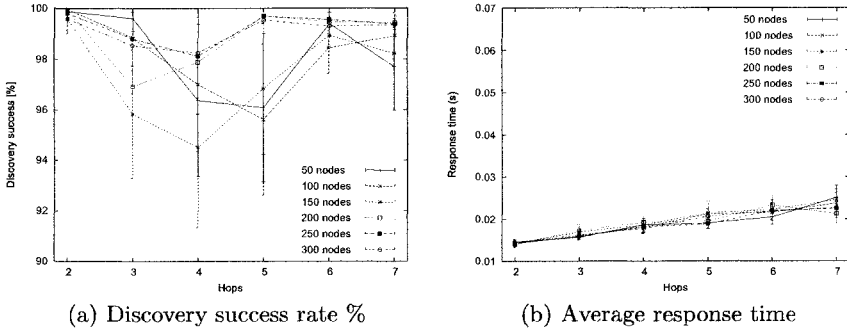 100
98
96
94
92
90
Discovery success [%]
2 3 4 5 6 7
Hops
50 nodes
100 nodes
150 nodes
200 nodes
250 nodes
300 nodes
(a) Discovery success rate %
0.07
0.06
0.05
0.04
0.03
0.02
0.01
Response time (s)
2 3 4 5 6 7
Hops
50 nodes
100 nodes
150 nodes
200 nodes
250 nodes
300 nodes
(b) Average response time